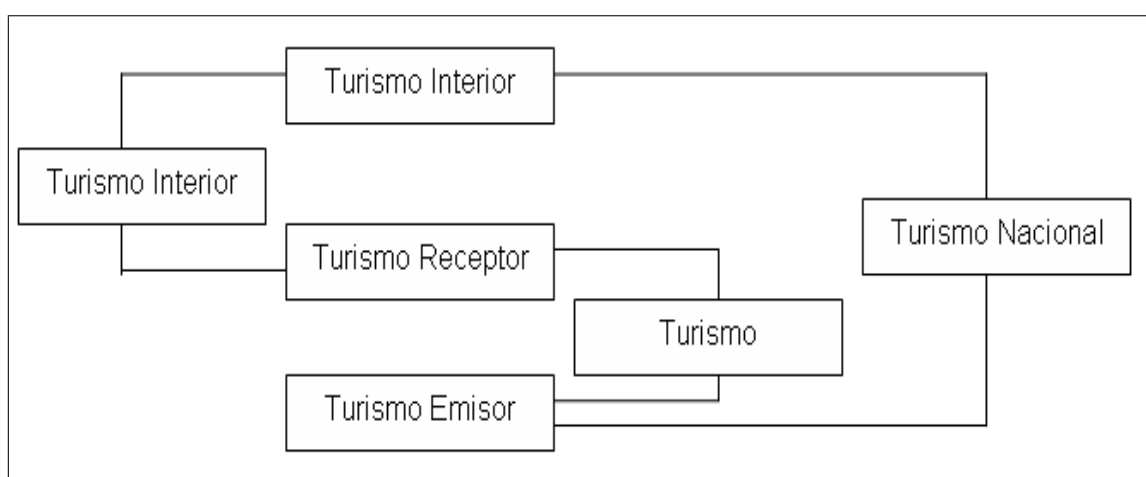 Turismo Interior
Turismo Interior
Turismo Nacional
Turismo Receptor
Turismo
Turismo Emisor